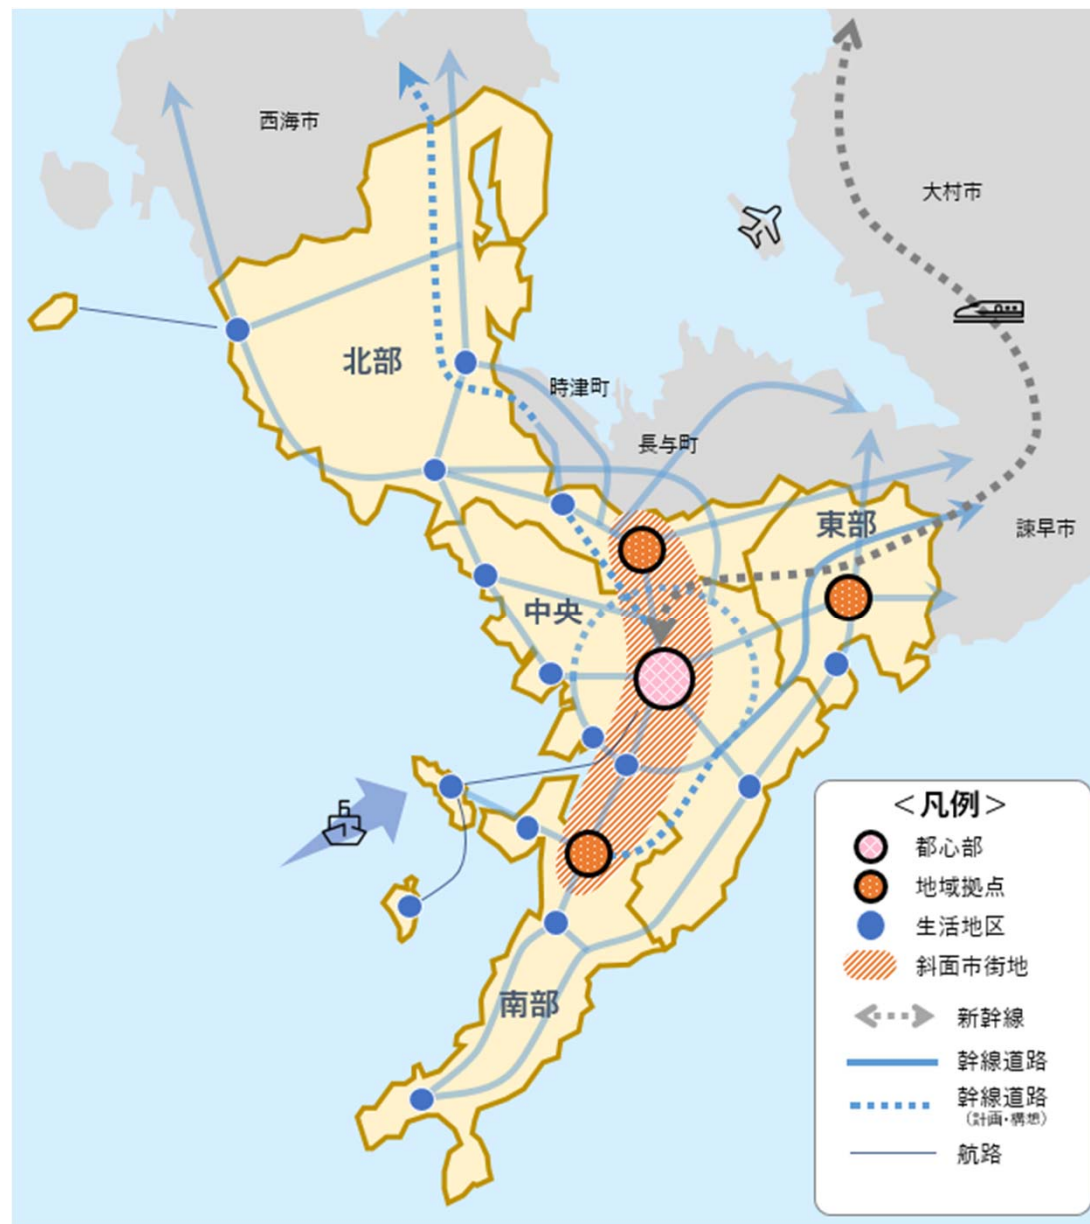 西海市
大村市
北部
時津町
長与町
東部
諫早市
中央
南部
＜凡例＞
都心部
地域拠点
生活地区
斜面市街地
新幹線
幹線道路
幹線道路
（計画・構想）
航路